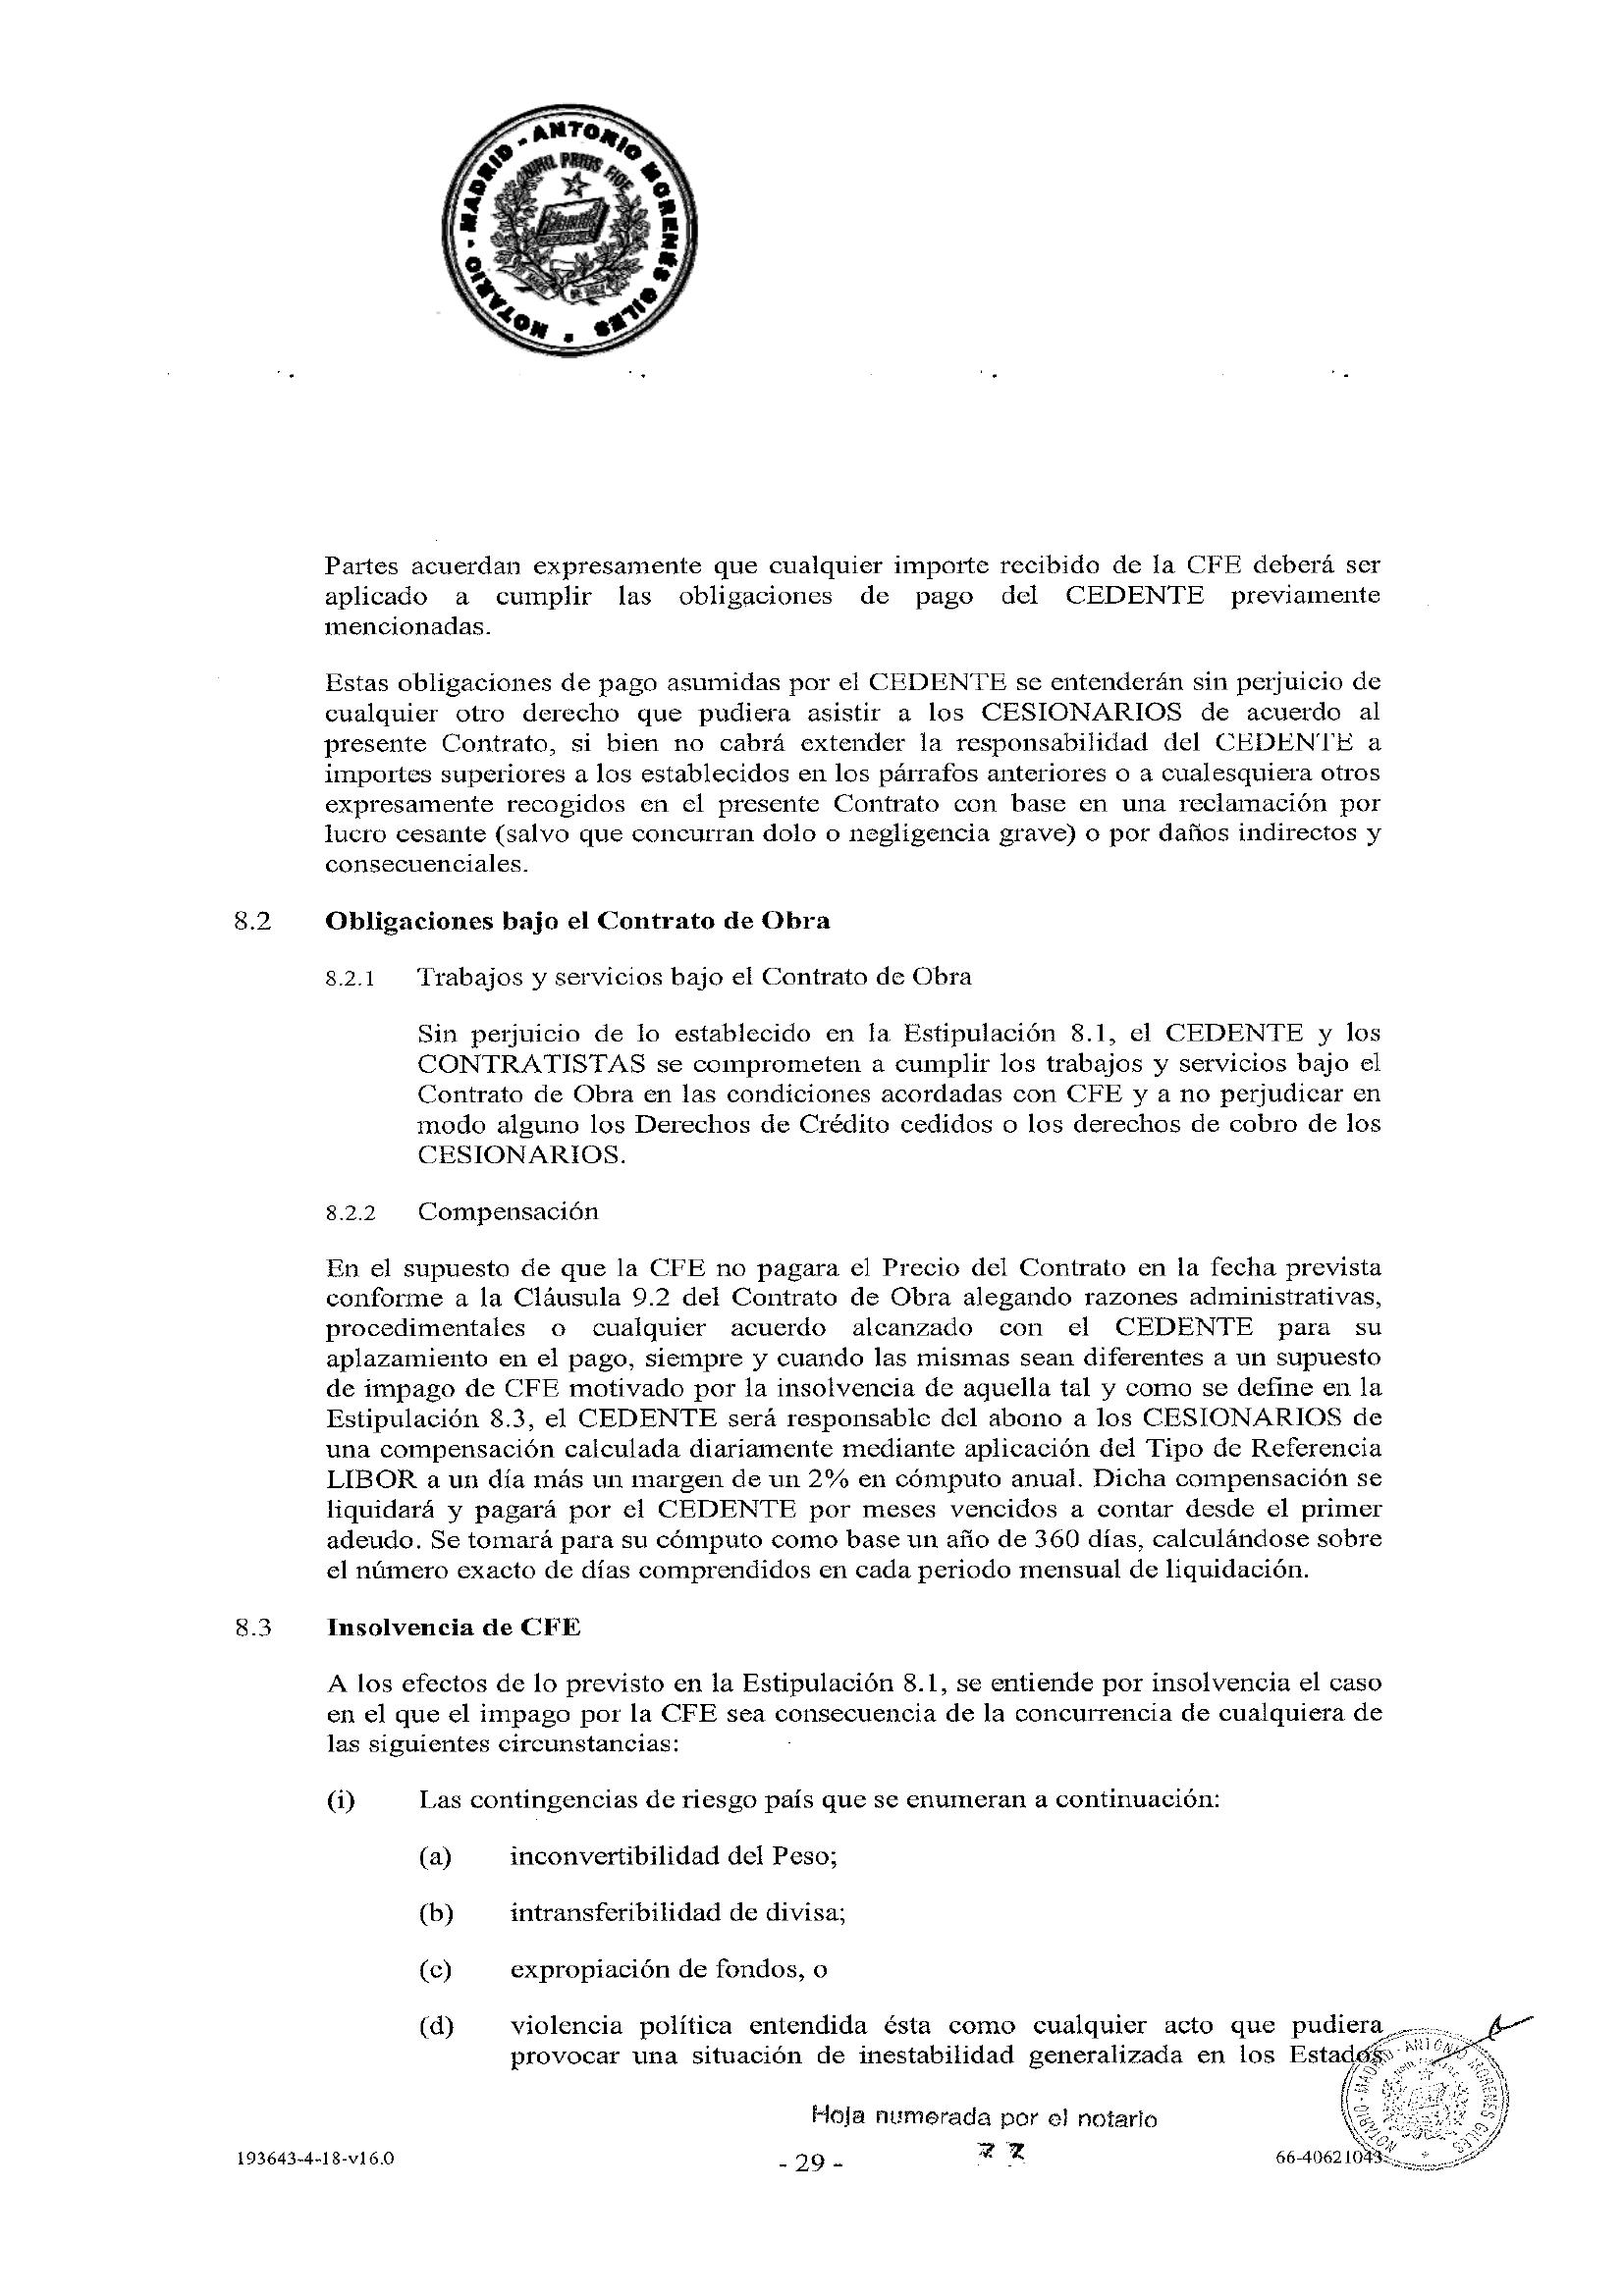 NOTARIO - MADRID - ANTONIO MORENES GILES
NIHIL PRIUS FIDE
Partes acuerdan expresamente que cualquier importe recibido de la CFE deberá ser
aplicado a cumplir las obligaciones de pago del CEDENTE previamente
mencionadas.
Estas obligaciones de pago asumidas por el CEDENTE se entenderán sin perjuicio de
cualquier otro derecho que pudiera asistir a los CESIONARIOS de acuerdo al
presente Contrato, si bien no cabrá extender la responsabilidad del CEDENTE a
importes superiores a los establecidos en los párrafos anteriores o a cualesquiera otros
expresamente recogidos en el presente Contrato con base en una reclamación por
lucro cesante (salvo que concurran dolo o negligencia grave) o por daños indirectos y
consecuenciales.
8.2 Obligaciones bajo el Contrato de Obra
8.2.1 Trabajos y servicios bajo el Contrato de Obra
Sin perjuicio de lo establecido en la Estipulación 8.1, el CEDENTE y los
CONTRATISTAS se comprometen a cumplir los trabajos y servicios bajo el
Contrato de Obra en las condiciones acordadas con CFE y a no perjudicar en
modo alguno los Derechos de Crédito cedidos o los derechos de cobro de los
CESIONARIOS.
8.2.2 Compensación
En el supuesto de que la CFE no pagara el Precio del Contrato en la fecha prevista
conforme a la Cláusula 9.2 del Contrato de Obra alegando razones administrativas,
procedimentales o cualquier acuerdo alcanzado con el CEDENTE para su
aplazamiento en el pago, siempre y cuando las mismas sean diferentes a un supuesto
de impago de CFE motivado por la insolvencia de aquella tal y como se define en la
Estipulación 8.3, el CEDENTE será responsable del abono a los CESIONARIOS de
una compensación calculada diariamente mediante aplicación del Tipo de Referencia
LIBOR a un día más un margen de un 2% en cómputo anual. Dicha compensación se
liquidará y pagará por el CEDENTE por meses vencidos a contar desde el primer
adeudo. Se tomará para su cómputo como base un año de 360 días, calculándose sobre
el número exacto de días comprendidos en cada periodo mensual de liquidación.
8.3 Insolvencia de CFE
A los efectos de lo previsto en la Estipulación 8.1, se entiende por insolvencia el caso
en el que el impago por la CFE sea consecuencia de la concurrencia de cualquiera de
las siguientes circunstancias:
(i) Las contingencias de riesgo país que se enumeran a continuación:
(a) inconvertibilidad del Peso;
(b) intransferibilidad de divisa;
(c) expropiación de fondos, o
(d) violencia política entendida ésta como cualquier acto que pudiera
provocar una situación de inestabilidad generalizada en los Estados
NOTARIO - MADRID - ANTONIO MORENES GILES
Hoja numerada por el notario
193643-4-18-v16.0 - 29 - 66-40621043